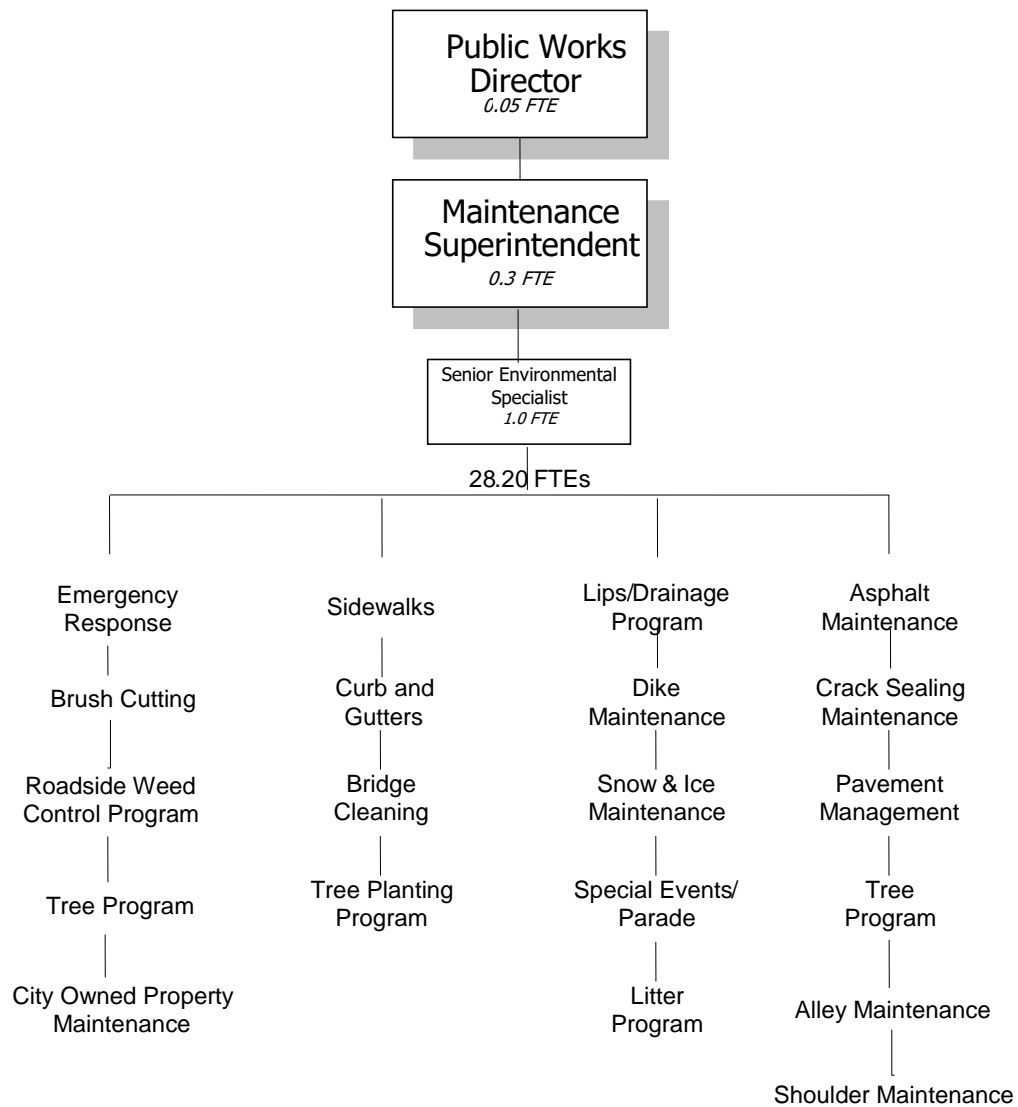 Public Works
Director
0.05 FTE
Maintenance
Superintendent
0.3 FTE
Senior Environmental
Specialist
1.0 FTE
28.20 FTEs
Emergency
Response
Brush Cutting
Roadside Weed
Control Program
Tree Program
City Owned Property
Maintenance
Sidewalks
Curb and
Gutters
Bridge
Cleaning
Tree Planting
Program
Lips/Drainage
Program
Dike
Maintenance
Snow & Ice
Maintenance
Special Events/
Parade
Litter
Program
Asphalt
Maintenance
Crack Sealing
Maintenance
Pavement
Management
Tree
Program
Alley Maintenance
Shoulder Maintenance